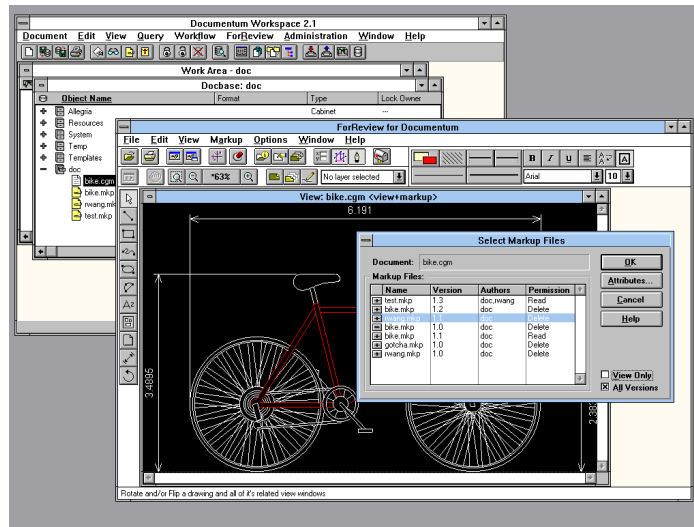 Documentum Workspace 2.1
Document Edit View Query Workflow ForReview Administration Window Help
Work Area - doc
Docbase: doc
Object Name Format Type Lock Owner
Allegria Cabinet ---
Resources
System
Temp
Templates
doc
bike.cgm
bike.mkp
rwang.mk
test.mkp
ForReview for Documentum
File Edit View Markup Options Window Help
B I U A
*63% No layer selected Arial 10
View: bike.cgm <view+markup>
6.191
3.4895
2.382
Select Markup Files
Document: bike.cgm
Markup Files:
Name Version Authors Permission
test.mkp 1.3 doc,rwang Read
bike.mkp 1.2 doc Delete
rwang.mkp 1.1 doc Delete
bike.mkp 1.0 doc Delete
bike.mkp 1.1 doc Read
gotcha.mkp 1.0 doc Delete
rwang.mkp 1.0 doc Delete
OK
Attributes...
Cancel
Help
View Only
All Versions
Az
Rotate and/or Flip a drawing and all of it's related view windows